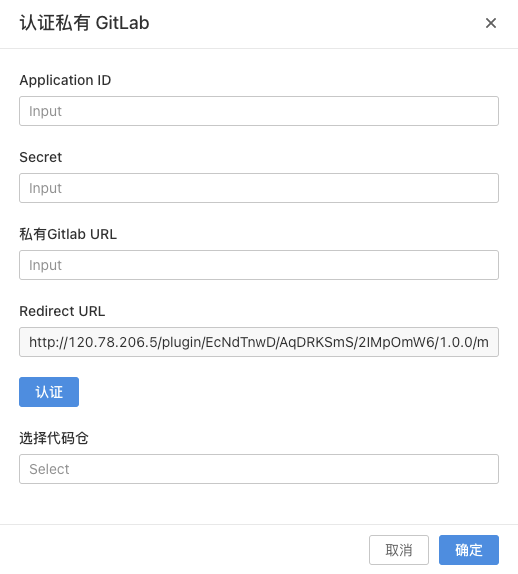 认证私有 GitLab
Application ID
Input
Secret
Input
私有Gitlab URL
Input
Redirect URL
http://120.78.206.5/plugin/EcNdTnwD/AqDRKSmS/2IMpOmW6/1.0.0/m
认证
选择代码仓
Select
取消
确定